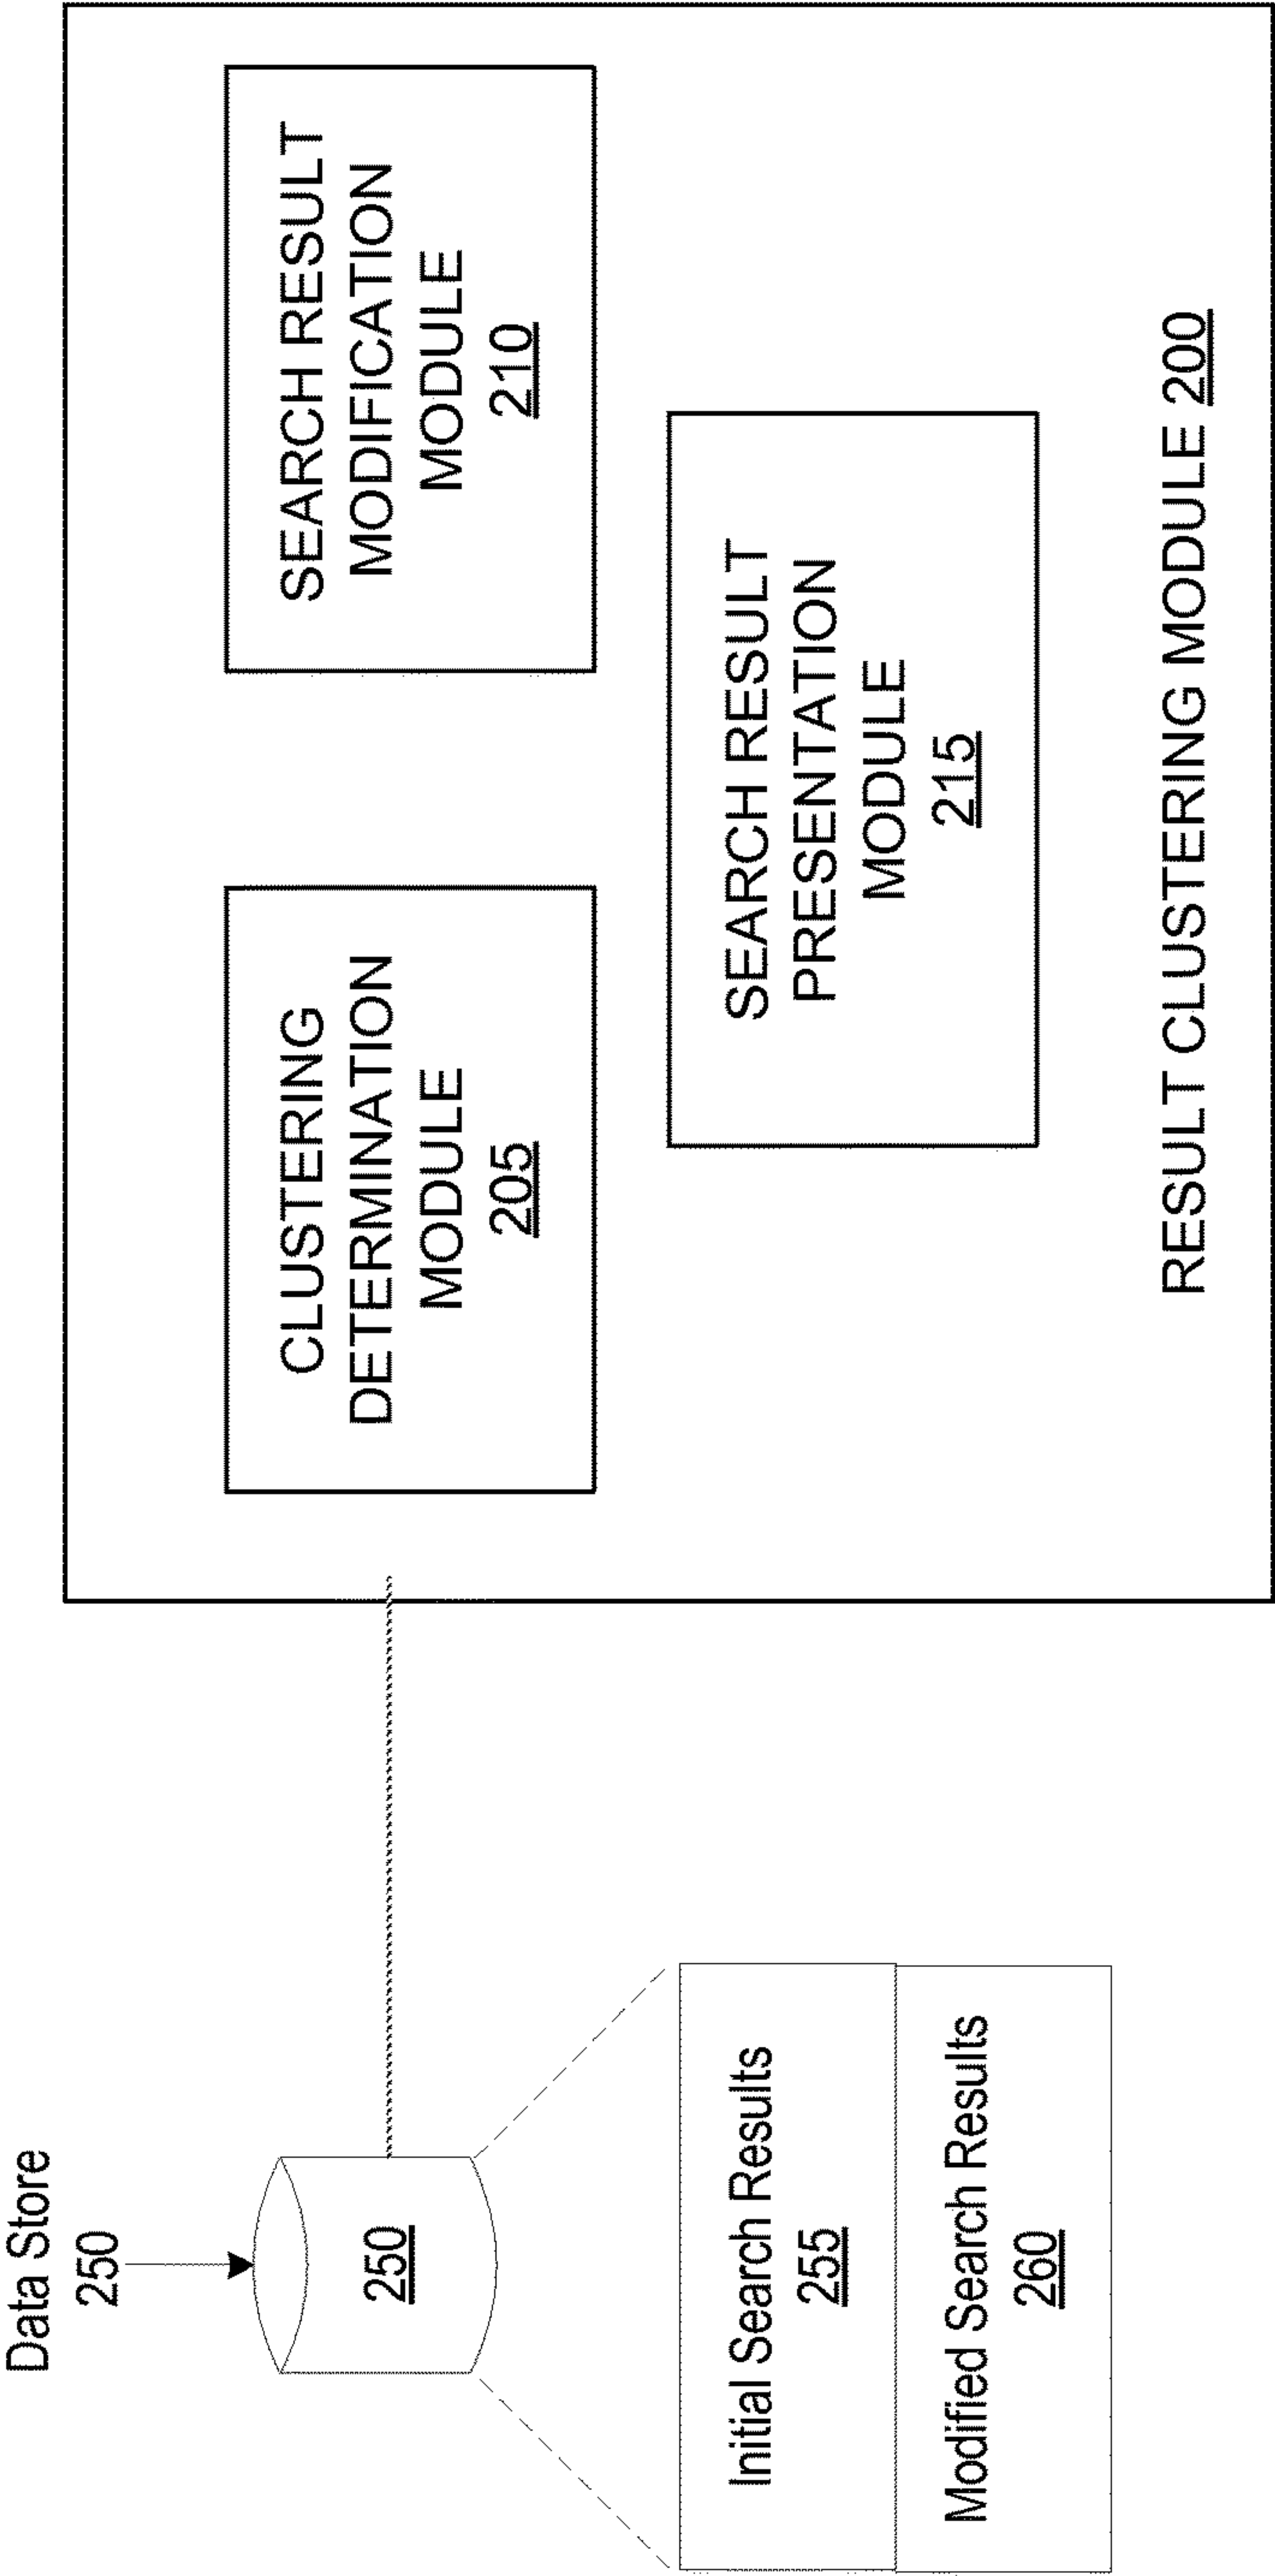 Data Store
250
250
Initial Search Results
255
Modified Search Results
260
CLUSTERING
DETERMINATION
MODULE
205
SEARCH RESULT
MODIFICATION
MODULE
210
SEARCH RESULT
PRESENTATION
MODULE
215
RESULT CLUSTERING MODULE 200